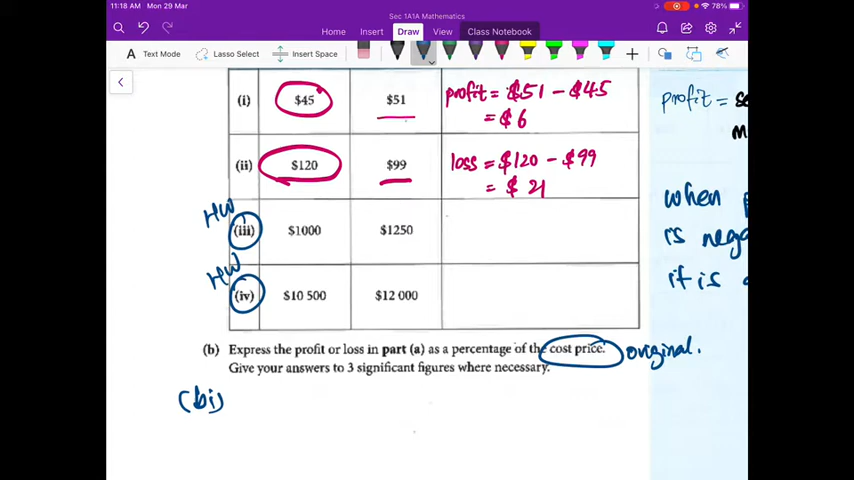 11:18 AM Mon 29 Mar
78%
Sec 1A1A Mathematics
Home Insert Draw View Class Notebook
Text Mode Lasso Select Insert Space
(i) $45 $51 profit = $51 - $45
= $6
profit =
(ii) $120 $99 loss = $120 - $99
= $21
when
HW
(iii) $1000 $1250
is
HW
it is
(iv) $10 500 $12 000
(b) Express the profit or loss in part (a) as a percentage of the cost price. original.
Give your answers to 3 significant figures where necessary.
(bi)